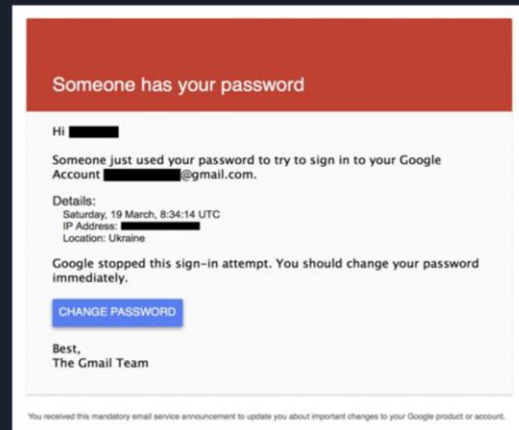 Someone has your password
Hi
Someone just used your password to try to sign in to your Google
Account @gmail.com.
Details:
Saturday, 19 March, 8:34:14 UTC
IP Address:
Location: Ukraine
Google stopped this sign-in attempt. You should change your password
immediately.
CHANGE PASSWORD
Best,
The Gmail Team
You received this mandatory email service announcement to update you about important changes to your Google product or account.